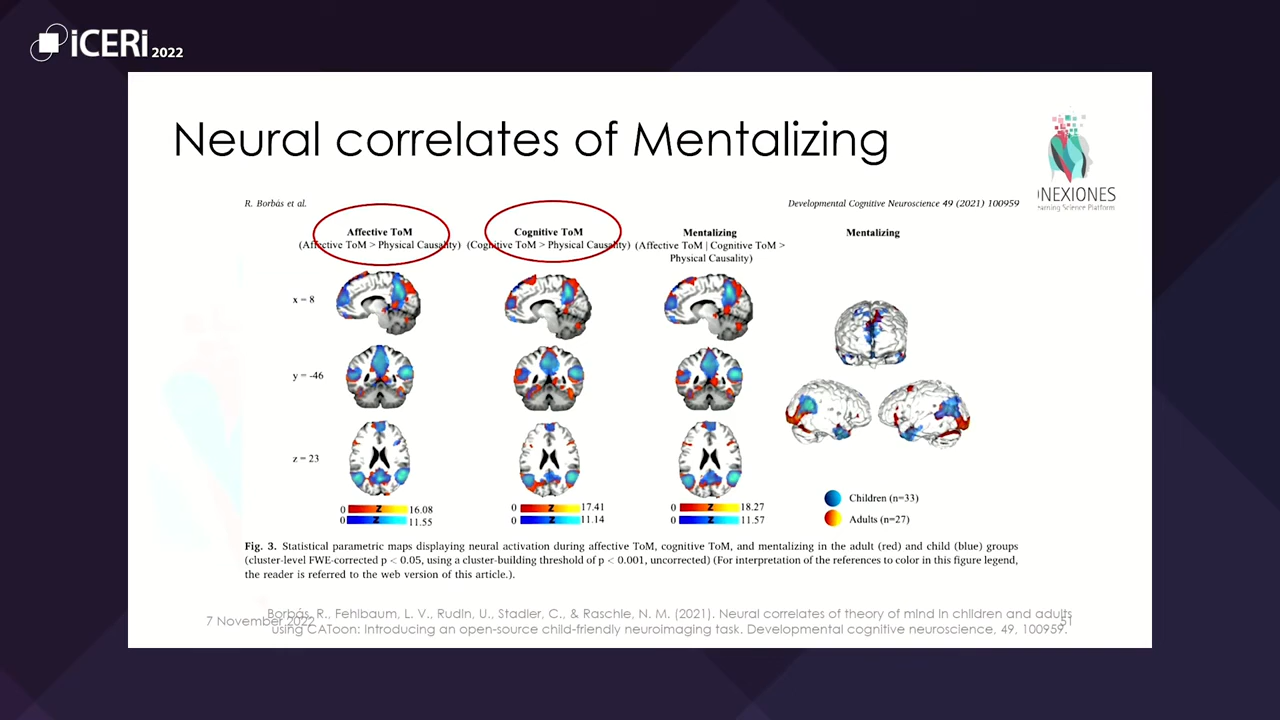 iCERi 2022
Neural correlates of Mentalizing
NEXIONES
earning Science Platform
R. Borbás et al.
Developmental Cognitive Neuroscience 49 (2021) 100959
Affective ToM
(Affective ToM > Physical Causality)
Cognitive ToM
(Cognitive ToM > Physical Causality)
Mentalizing
(Affective ToM | Cognitive ToM >
Physical Causality)
Mentalizing
x = 8
y = -46
z = 23
0 Z 16.08
0 Z 11.55
0 Z 17.41
0 Z 11.14
0 Z 18.27
0 Z 11.57
Children (n=33)
Adults (n=27)
Fig. 3. Statistical parametric maps displaying neural activation during affective ToM, cognitive ToM, and mentalizing in the adult (red) and child (blue) groups
(cluster-level FWE-corrected p < 0.05, using a cluster-building threshold of p < 0.001, uncorrected) (For interpretation of the references to color in this figure legend,
the reader is referred to the web version of this article.).
Borbás, R., Fehlbaum, L. V., Rudin, U., Stadler, C., & Raschle, N. M. (2021). Neural correlates of theory of mind in children and adults
using CAToon: Introducing an open-source child-friendly neuroimaging task. Developmental cognitive neuroscience, 49, 100959.
7 November 2022
51